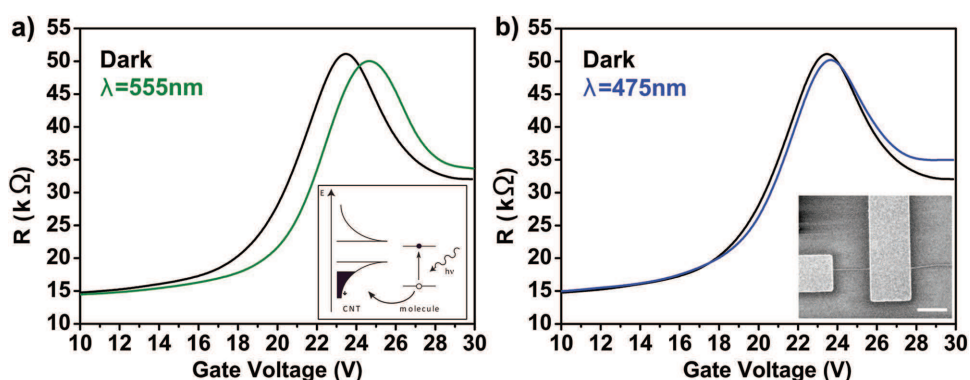 a)
Dark
λ=555nm
R (kΩ)
55
50
45
40
35
30
25
20
15
10
E
+
CNT
molecule
hν
10 12 14 16 18 20 22 24 26 28 30
Gate Voltage (V)
b)
Dark
λ=475nm
R (kΩ)
55
50
45
40
35
30
25
20
15
10
10 12 14 16 18 20 22 24 26 28 30
Gate Voltage (V)